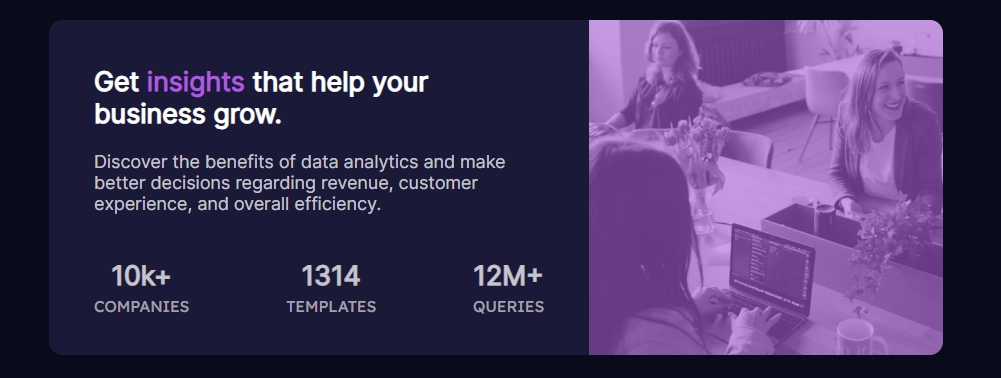 Get insights that help your
business grow.
Discover the benefits of data analytics and make
better decisions regarding revenue, customer
experience, and overall efficiency.
10k+ 1314 12M+
COMPANIES TEMPLATES QUERIES